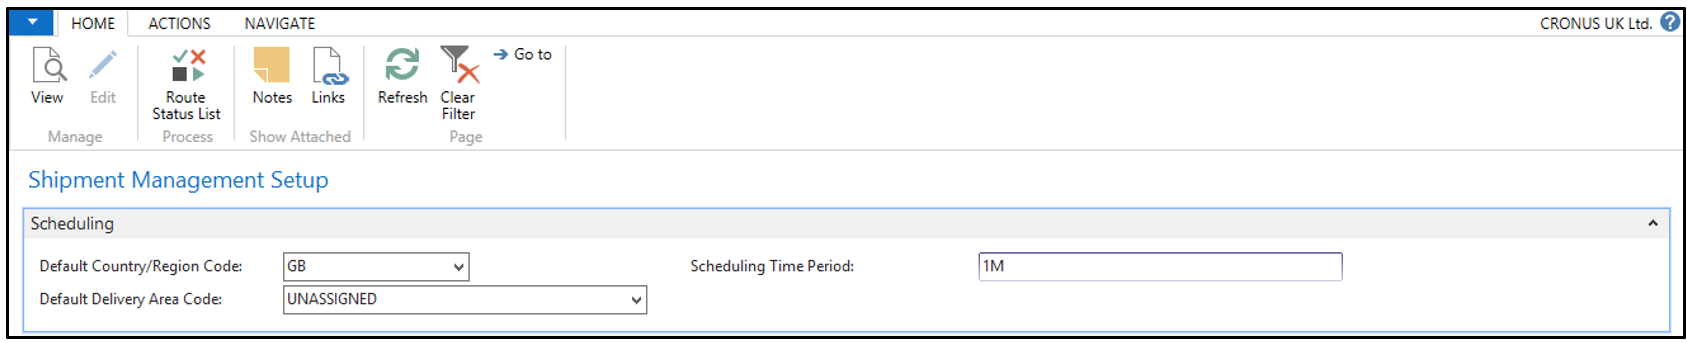 HOME ACTIONS NAVIGATE CRONUS UK Ltd. ?
Go to
View Edit Route Notes Links Refresh Clear
Status List Filter
Manage Process Show Attached Page
Shipment Management Setup
Scheduling
Default Country/Region Code: GB Scheduling Time Period: 1M
Default Delivery Area Code: UNASSIGNED